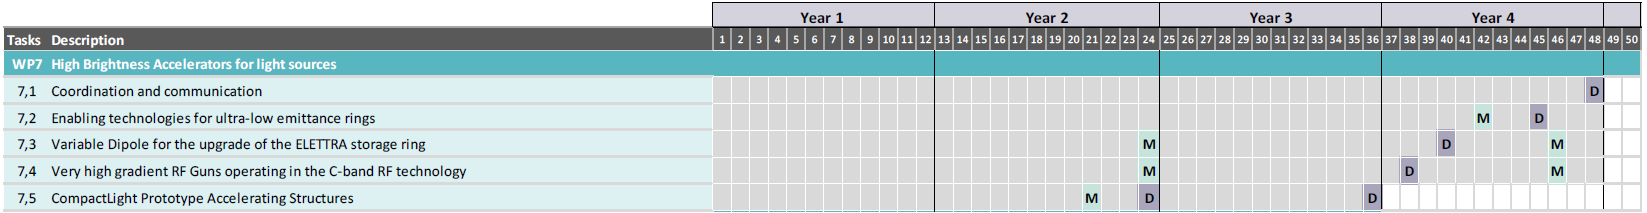 Year 1 Year 2 Year 3 Year 4
Tasks Description 1 2 3 4 5 6 7 8 9 10 11 12 13 14 15 16 17 18 19 20 21 22 23 24 25 26 27 28 29 30 31 32 33 34 35 36 37 38 39 40 41 42 43 44 45 46 47 48 49 50
WP7 High Brightness Accelerators for light sources
7,1 Coordination and communication D
7,2 Enabling technologies for ultra-low emittance rings M D
7,3 Variable Dipole for the upgrade of the ELETTRA storage ring M D M
7,4 Very high gradient RF Guns operating in the C-band RF technology M D M
7,5 CompactLight Prototype Accelerating Structures M D D